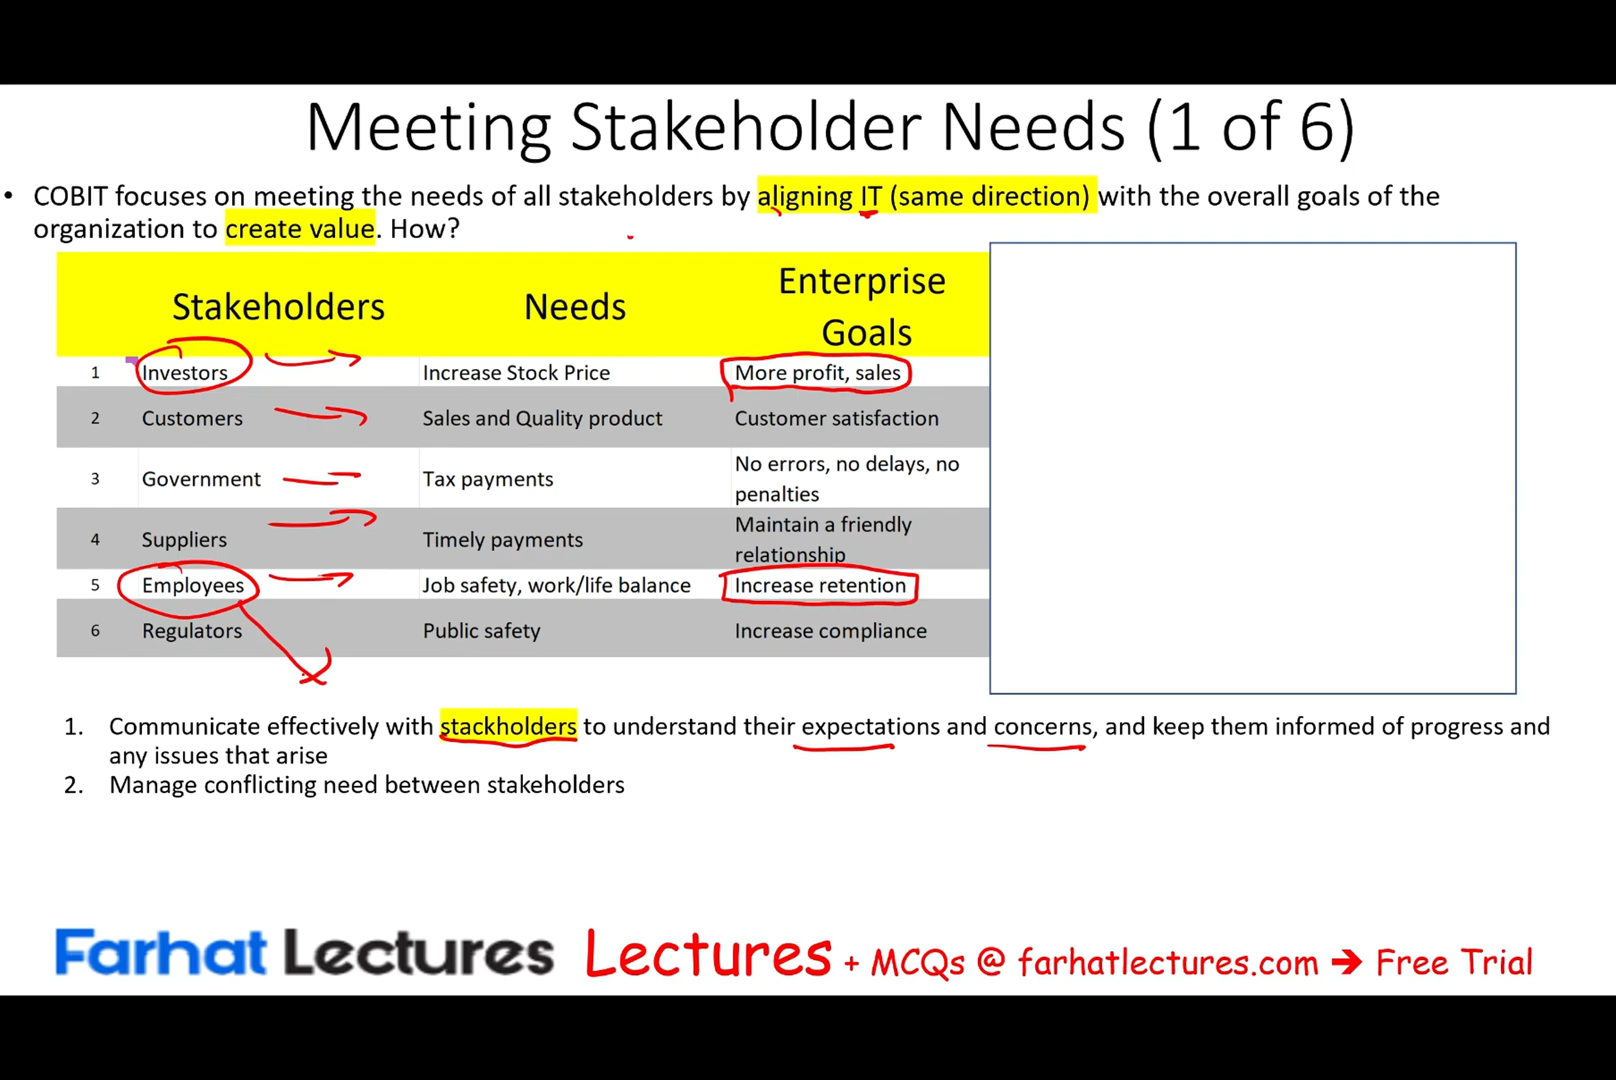 Meeting Stakeholder Needs (1 of 6)
• COBIT focuses on meeting the needs of all stakeholders by aligning IT (same direction) with the overall goals of the
organization to create value. How?
Stakeholders Needs Enterprise Goals
1 Investors Increase Stock Price More profit, sales
2 Customers Sales and Quality product Customer satisfaction
3 Government Tax payments No errors, no delays, no
penalties
4 Suppliers Timely payments Maintain a friendly
relationship
5 Employees Job safety, work/life balance Increase retention
6 Regulators Public safety Increase compliance
1. Communicate effectively with stackholders to understand their expectations and concerns, and keep them informed of progress and
any issues that arise
2. Manage conflicting need between stakeholders
Farhat Lectures Lectures + MCQs @ farhatlectures.com ➔ Free Trial